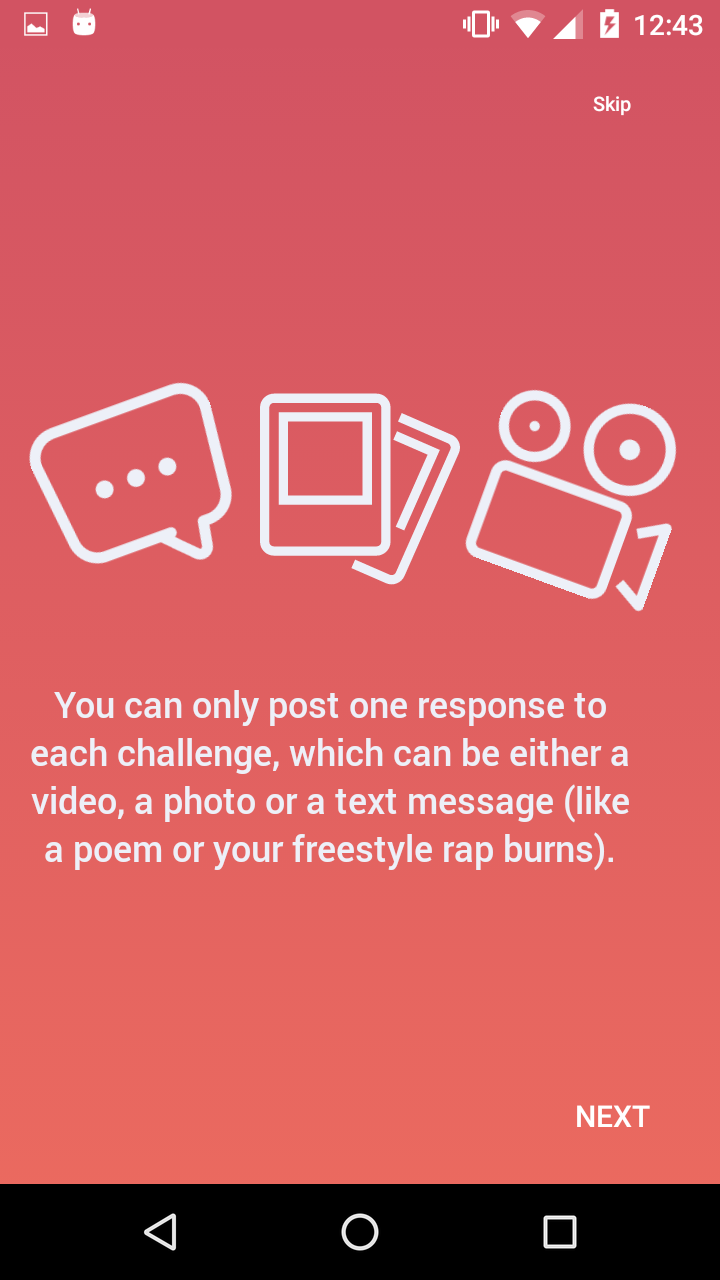 12:43
Skip
You can only post one response to
each challenge, which can be either a
video, a photo or a text message (like
a poem or your freestyle rap burns).
NEXT